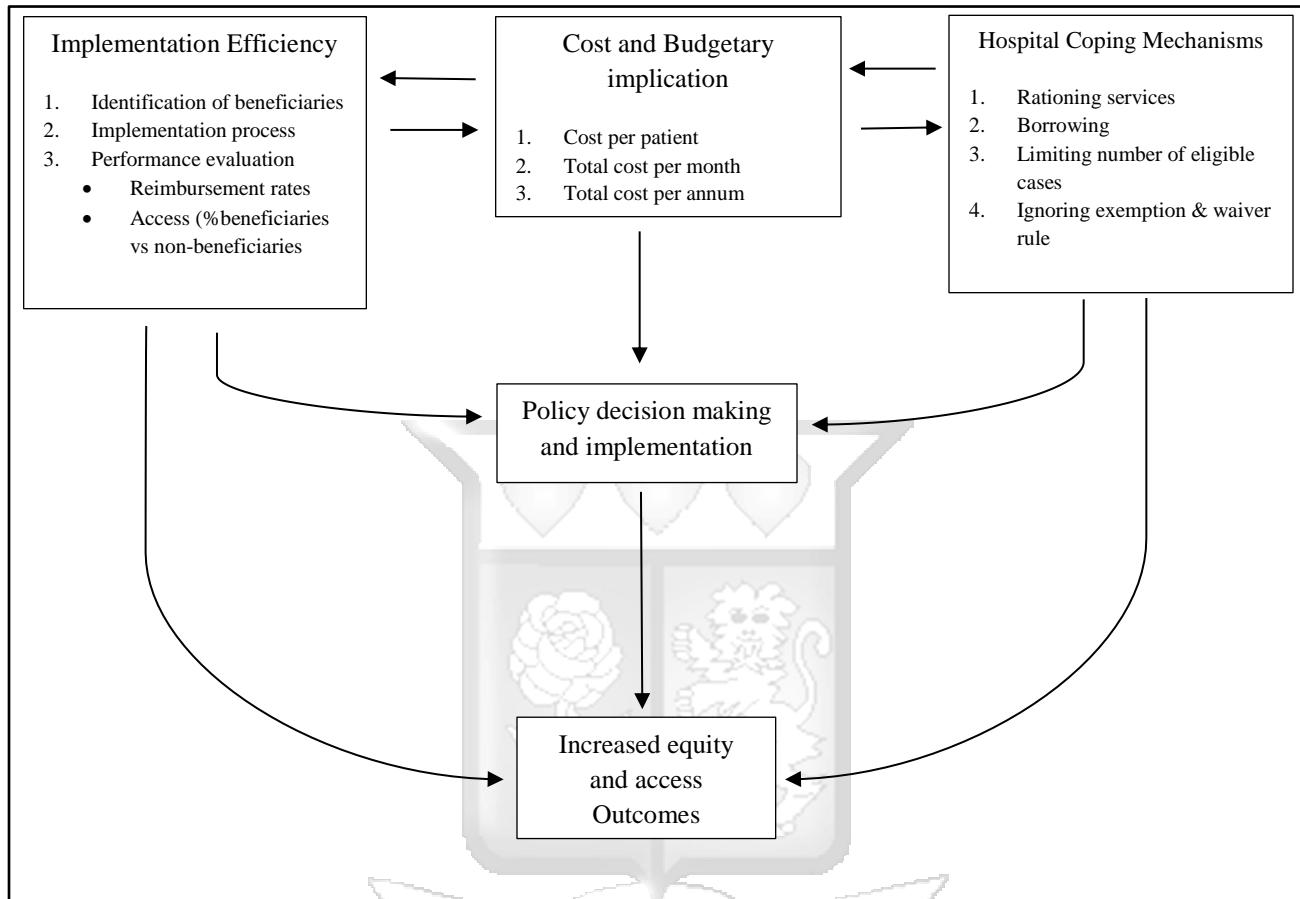 Implementation Efficiency
1. Identification of beneficiaries
2. Implementation process
3. Performance evaluation
• Reimbursement rates
• Access (%beneficiaries
vs non-beneficiaries
Cost and Budgetary
implication
1. Cost per patient
2. Total cost per month
3. Total cost per annum
Hospital Coping Mechanisms
1. Rationing services
2. Borrowing
3. Limiting number of eligible
cases
4. Ignoring exemption & waiver
rule
Policy decision making
and implementation
Increased equity
and access
Outcomes